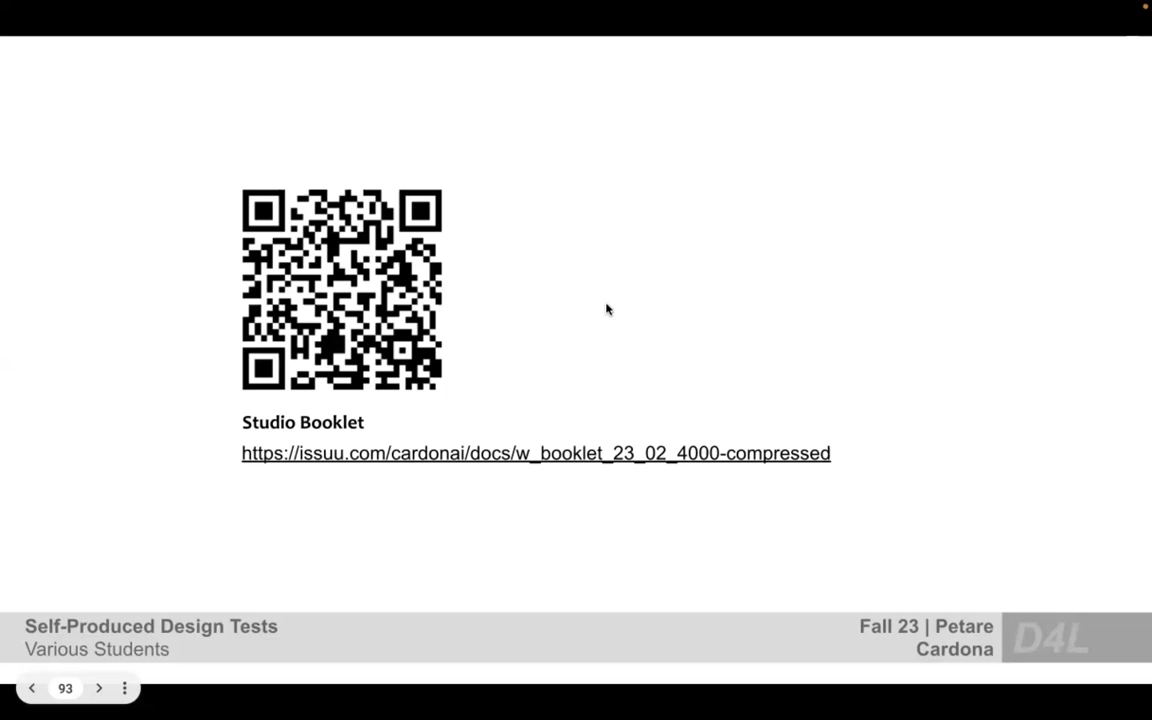 Studio Booklet
https://issuu.com/cardonai/docs/w_booklet_23_02_4000-compressed
Self-Produced Design Tests
Various Students
Fall 23 | Petare
Cardona
D4L
93